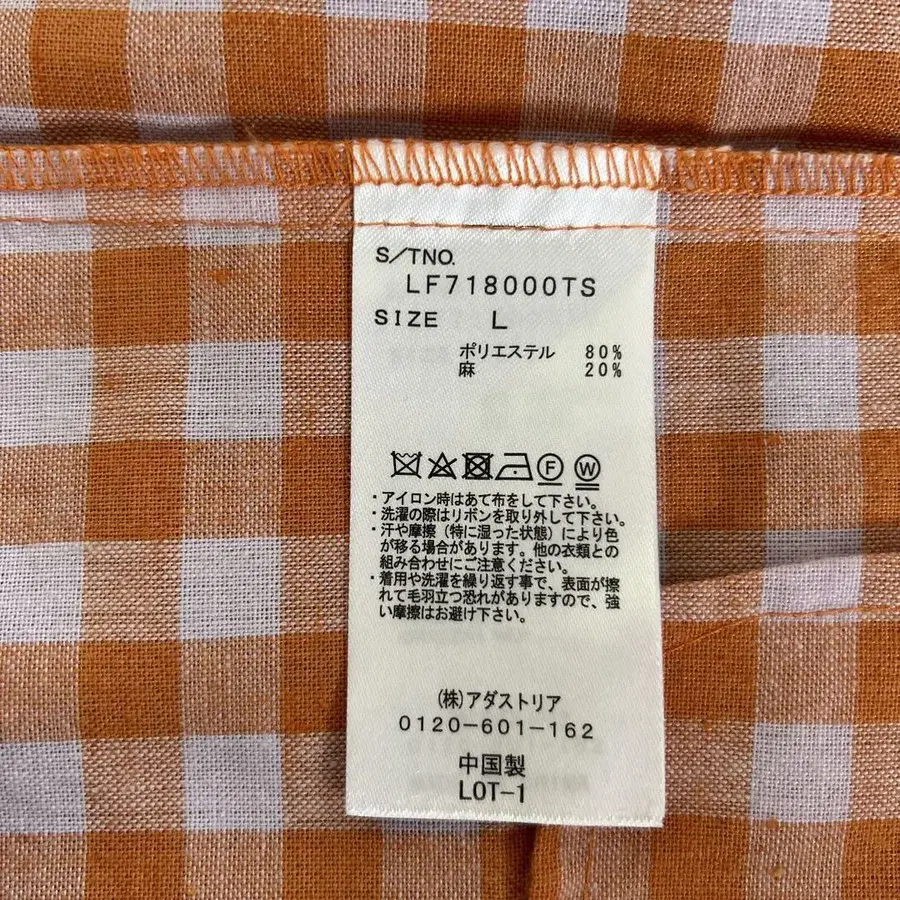 S/TNO.
LF718000TS
SIZE L
ポリエステル 80%
麻 20%
F W
・アイロン時はあて布をして下さい。
・洗濯の際はリボンを取り外して下さい。
・汗や摩擦（特に湿った状態）により色
が移る場合があります。他の衣類との
組み合わせにご注意ください。
・着用や洗濯を繰り返す事で、表面が擦
れて毛羽立つ恐れがありますので、強
い摩擦はお避け下さい。
(株)アダストリア
0120-601-162
中国製
LOT-1